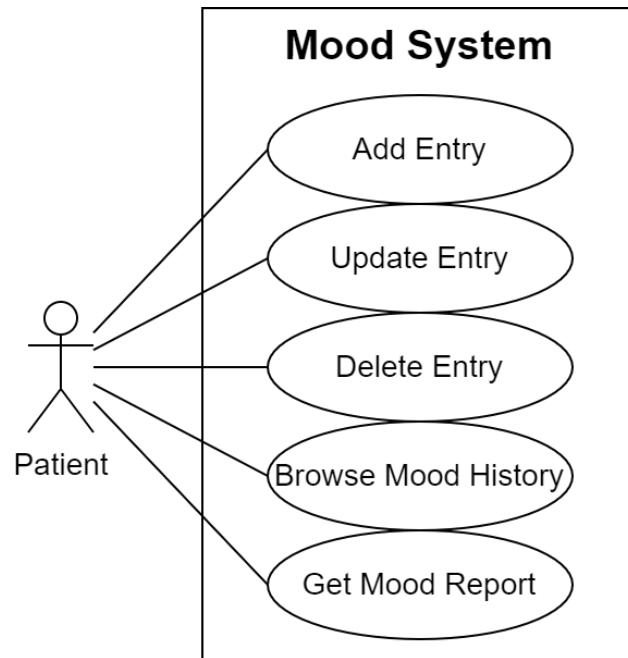 Mood System
Add Entry
Update Entry
Delete Entry
Patient
Browse Mood History
Get Mood Report